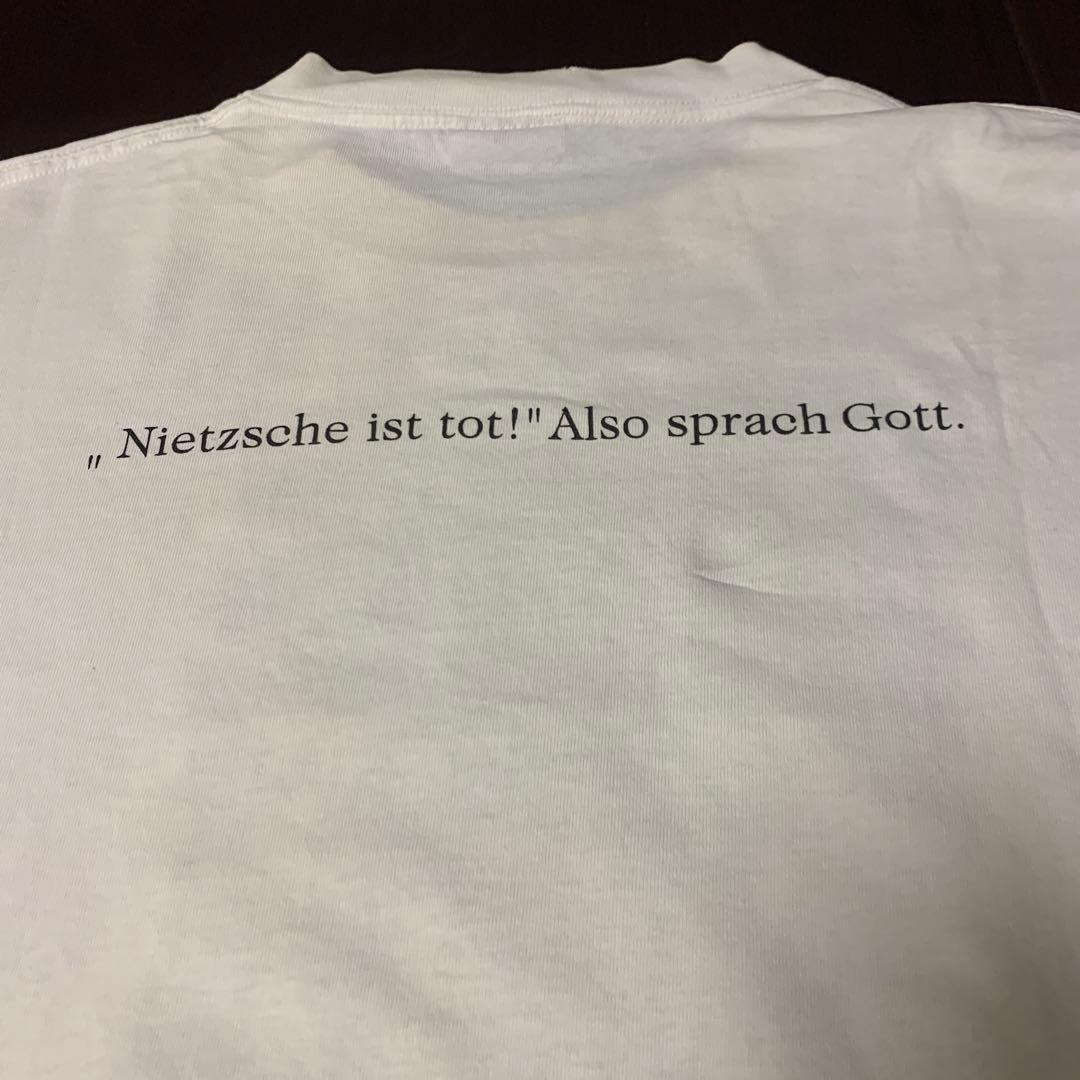 „Nietzsche ist tot!" Also sprach Gott.